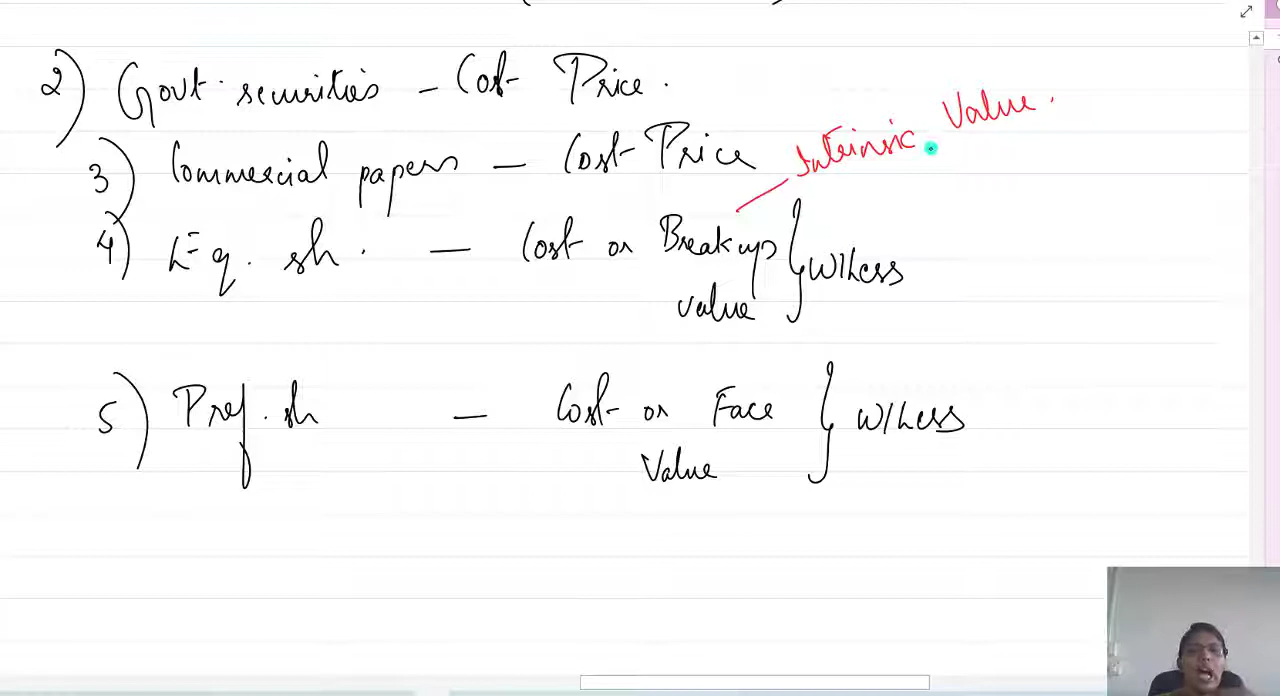 2) Govt. securities - Cost Price.
3) Commercial papers - Cost Price
Intrinsic Value.
4) Eq. sh. - Cost or Breakup } W/Less
value
5) Pref. sh - Cost or Face } W/Less
Value